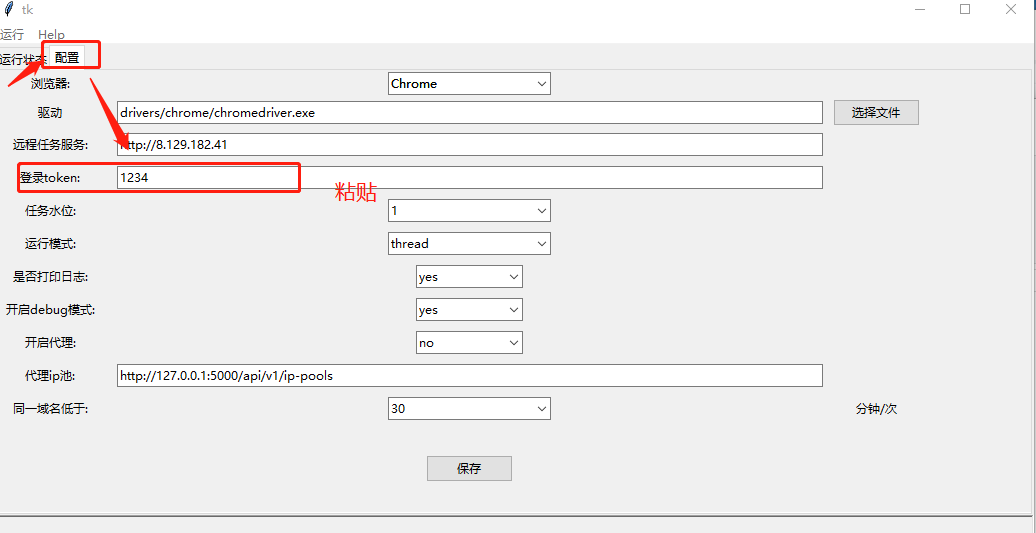 tk
运行 Help
运行状态 配置
浏览器: Chrome
驱动 drivers/chrome/chromedriver.exe 选择文件
远程任务服务: http://8.129.182.41
登录token: 1234
粘贴
任务水位: 1
运行模式: thread
是否打印日志: yes
开启debug模式: yes
开启代理: no
代理ip池: http://127.0.0.1:5000/api/v1/ip-pools
同一域名低于: 30 分钟/次
保存